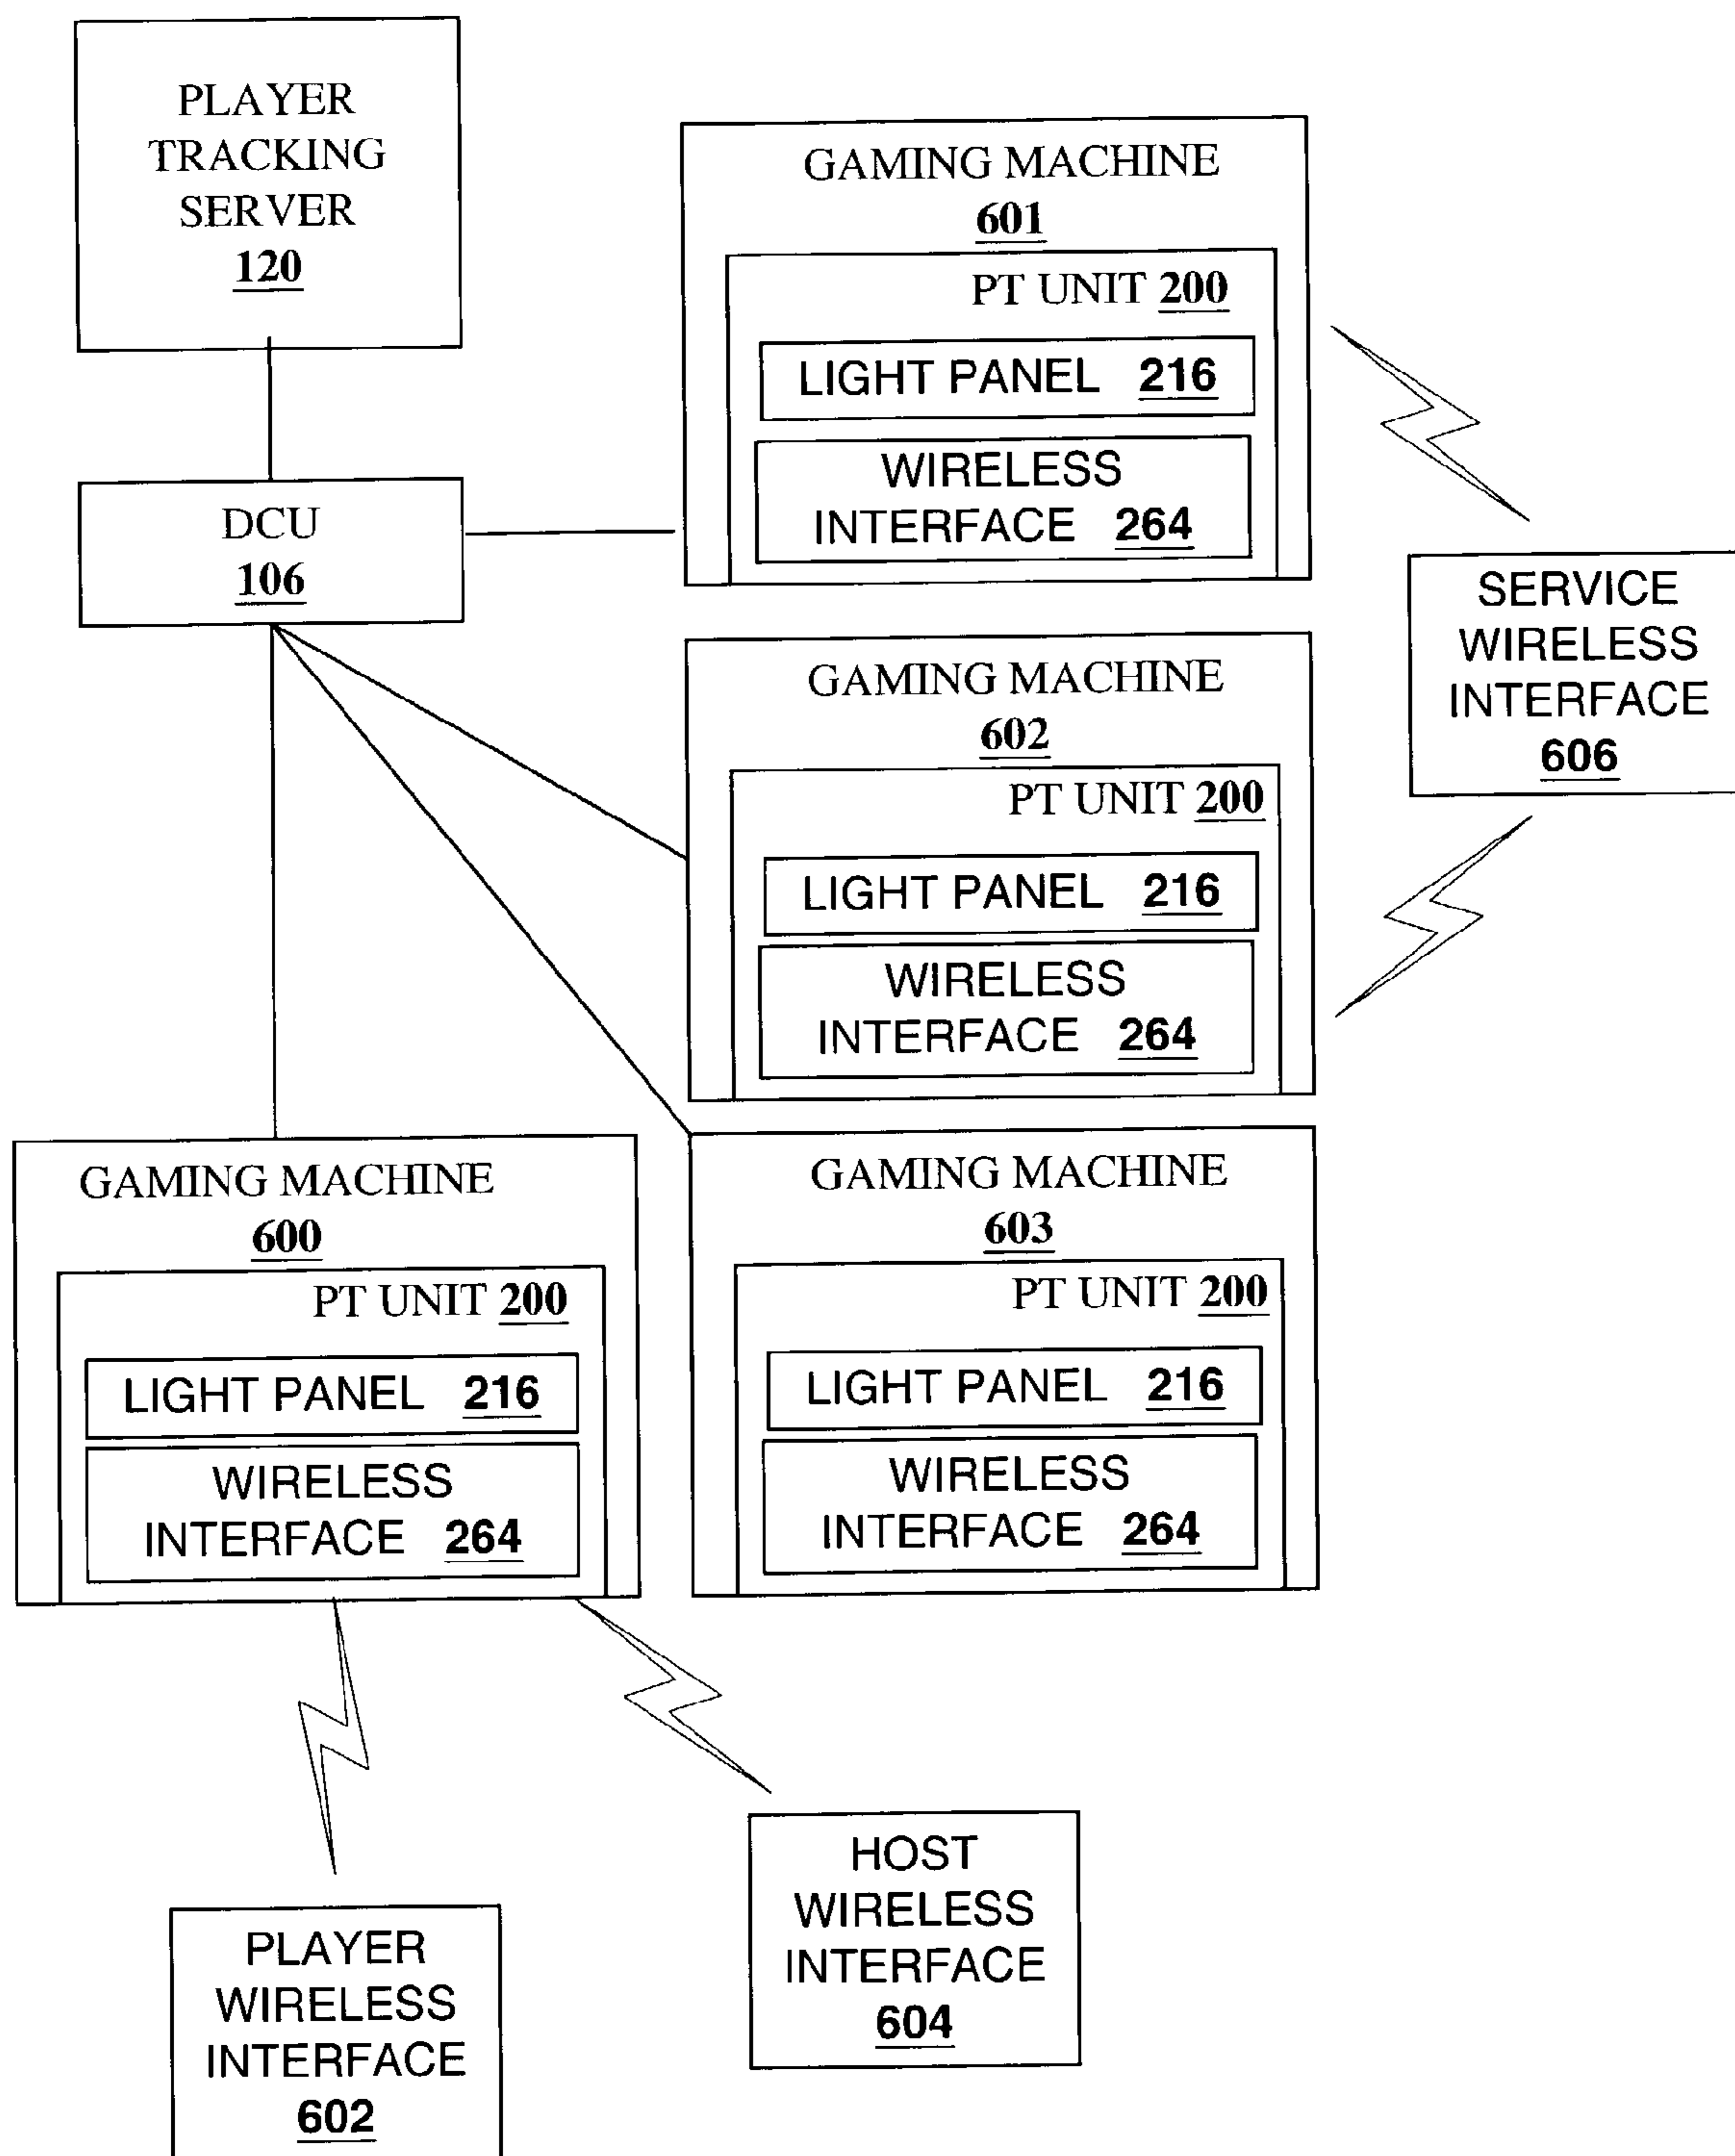 PLAYER
TRACKING
SERVER
120
DCU
106
GAMING MACHINE
601
PT UNIT 200
LIGHT PANEL 216
WIRELESS
INTERFACE 264
SERVICE
WIRELESS
INTERFACE
606
GAMING MACHINE
602
PT UNIT 200
LIGHT PANEL 216
WIRELESS
INTERFACE 264
GAMING MACHINE
600
PT UNIT 200
LIGHT PANEL 216
WIRELESS
INTERFACE 264
GAMING MACHINE
603
PT UNIT 200
LIGHT PANEL 216
WIRELESS
INTERFACE 264
PLAYER
WIRELESS
INTERFACE
602
HOST
WIRELESS
INTERFACE
604